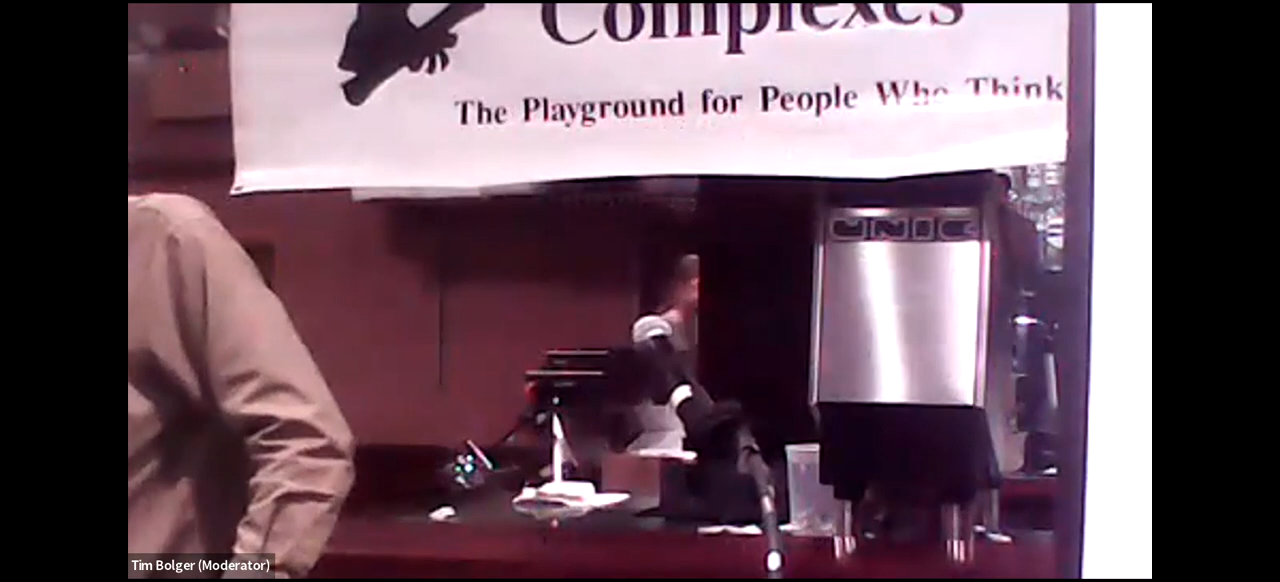 Complexes
The Playground for People Who Think
UNIC
Tim Bolger (Moderator)